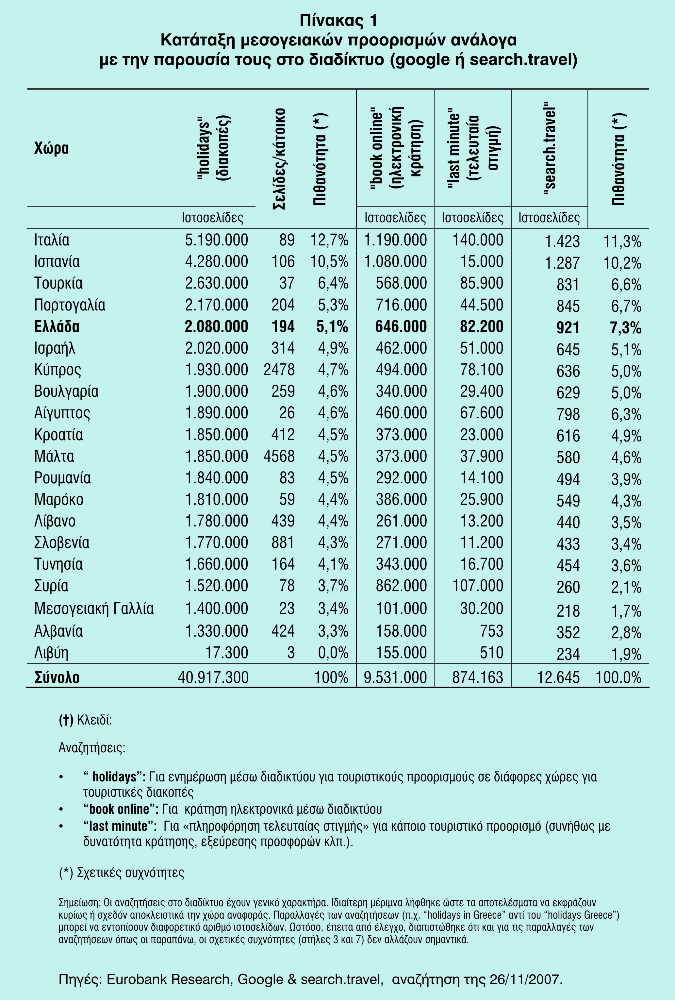 Πίνακας 1
Κατάταξη μεσογειακών προορισμών ανάλογα
με την παρουσία τους στο διαδίκτυο (google ή search.travel)
Χώρα "holidays" (διακοπές) Σελίδες/κάτοικο Πιθανότητα (*) "book online" (ηλεκτρονική κράτηση) "last minute" (τελευταία στιγμή) "search.travel" Πιθανότητα (*)
Ιστοσελίδες Ιστοσελίδες Ιστοσελίδες Ιστοσελίδες
Ιταλία 5.190.000 89 12,7% 1.190.000 140.000 1.423 11,3%
Ισπανία 4.280.000 106 10,5% 1.080.000 15.000 1.287 10,2%
Τουρκία 2.630.000 37 6,4% 568.000 85.900 831 6,6%
Πορτογαλία 2.170.000 204 5,3% 716.000 44.500 845 6,7%
Ελλάδα 2.080.000 194 5,1% 646.000 82.200 921 7,3%
Ισραήλ 2.020.000 314 4,9% 462.000 51.000 645 5,1%
Κύπρος 1.930.000 2478 4,7% 494.000 78.100 636 5,0%
Βουλγαρία 1.900.000 259 4,6% 340.000 29.400 629 5,0%
Αίγυπτος 1.890.000 26 4,6% 460.000 67.600 798 6,3%
Κροατία 1.850.000 412 4,5% 373.000 23.000 616 4,9%
Μάλτα 1.850.000 4568 4,5% 373.000 37.900 580 4,6%
Ρουμανία 1.840.000 83 4,5% 292.000 14.100 494 3,9%
Μαρόκο 1.810.000 59 4,4% 386.000 25.900 549 4,3%
Λίβανο 1.780.000 439 4,4% 261.000 13.200 440 3,5%
Σλοβενία 1.770.000 881 4,3% 271.000 11.200 433 3,4%
Τυνησία 1.660.000 164 4,1% 343.000 16.700 454 3,6%
Συρία 1.520.000 78 3,7% 862.000 107.000 260 2,1%
Μεσογειακή Γαλλία 1.400.000 23 3,4% 101.000 30.200 218 1,7%
Αλβανία 1.330.000 424 3,3% 158.000 753 352 2,8%
Λιβύη 17.300 3 0,0% 155.000 510 234 1,9%
Σύνολο 40.917.300 100% 9.531.000 874.163 12.645 100.0%
(†) Κλειδί:
Αναζητήσεις:
• “ holidays”: Για ενημέρωση μέσω διαδικτύου για τουριστικούς προορισμούς σε διάφορες χώρες για
τουριστικές διακοπές
• “book online”: Για κράτηση ηλεκτρονικά μέσω διαδικτύου
• “last minute”: Για «πληροφόρηση τελευταίας στιγμής» για κάποιο τουριστικό προορισμό (συνήθως με
δυνατότητα κράτησης, εξεύρεσης προσφορών κλπ.).
(*) Σχετικές συχνότητες
Σημείωση: Οι αναζητήσεις στο διαδίκτυο έχουν γενικό χαρακτήρα. Ιδιαίτερη μέριμνα λήφθηκε ώστε τα αποτελέσματα να εκφράζουν
κυρίως ή σχεδόν αποκλειστικά την χώρα αναφοράς. Παραλλαγές των αναζητήσεων (π.χ. “holidays in Greece” αντί του “holidays Greece”)
μπορεί να εντοπίσουν διαφορετικό αριθμό ιστοσελίδων. Ωστόσο, έπειτα από έλεγχο, διαπιστώθηκε ότι και για τις παραλλαγές των
αναζητήσεων όπως οι παραπάνω, οι σχετικές συχνότητες (στήλες 3 και 7) δεν αλλάζουν σημαντικά.
Πηγές: Eurobank Research, Google & search.travel, αναζήτηση της 26/11/2007.